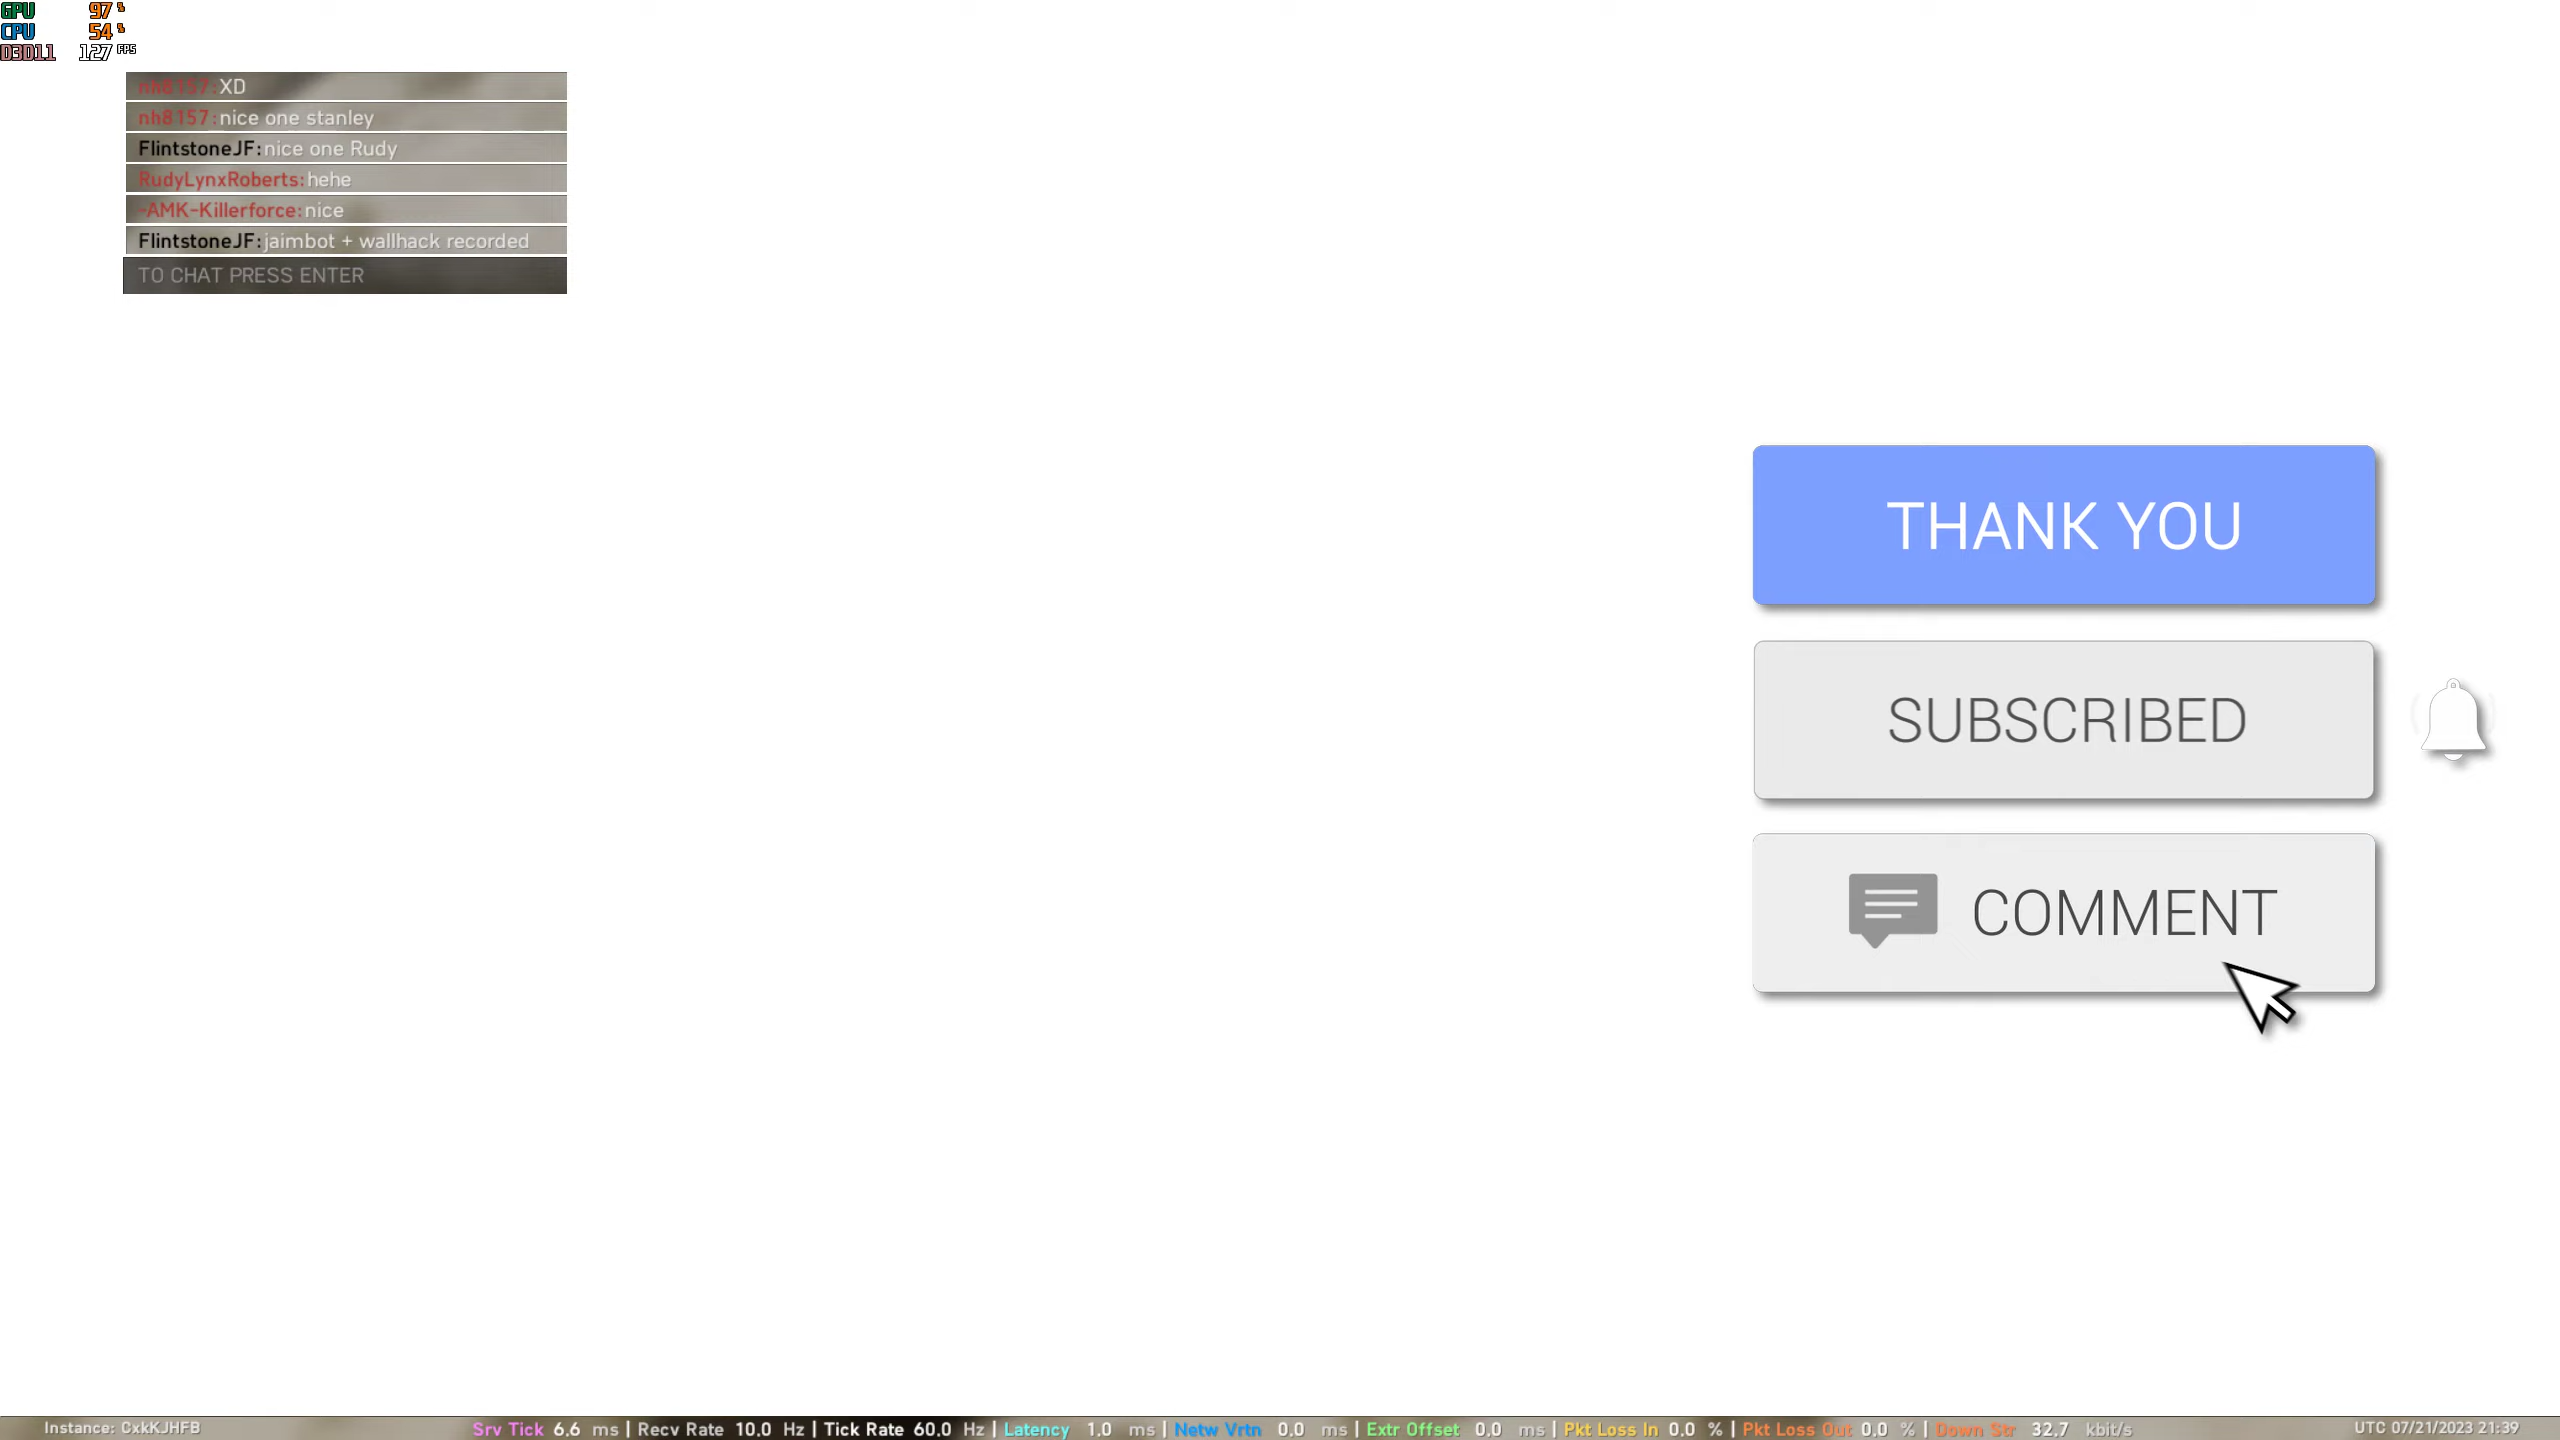 GPU 97 %
CPU 54 %
D3D11 127 FPS
nh8157: XD
nh8157: nice one stanley
FlintstoneJF: nice one Rudy
RudyLynxRoberts: hehe
-AMK-Killerforce: nice
FlintstoneJF: jaimbot + wallhack recorded
TO CHAT PRESS ENTER
THANK YOU
SUBSCRIBED
COMMENT
Instance: CxkKJHFB Srv Tick 6.6 ms | Recv Rate 10.0 Hz | Tick Rate 60.0 Hz | Latency 1.0 ms | Netw Vrtn 0.0 ms | Extr Offset 0.0 ms | Pkt Loss In 0.0 % | Pkt Loss Out 0.0 % | Down Str 32.7 kbit/s UTC 07/21/2023 21:39